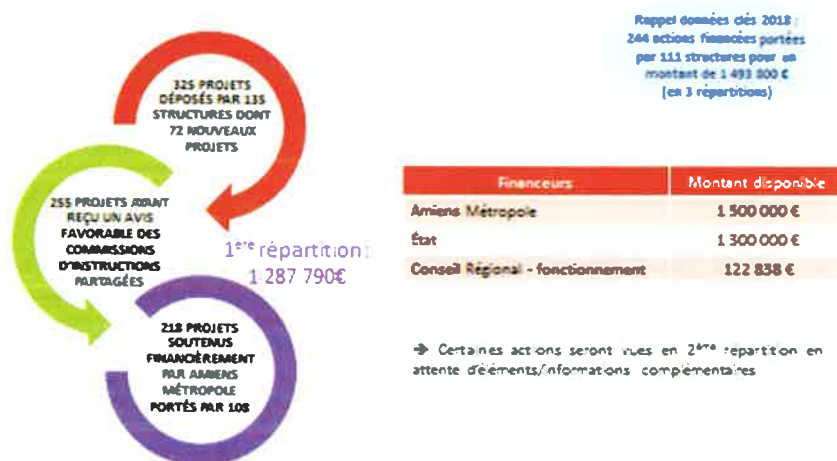 Rappel données clés 2018 :
244 actions financées portées
par 111 structures pour un
montant de 1 493 800 €
(en 3 répartitions)
325 PROJETS
DÉPOSÉS PAR 135
STRUCTURES DONT
72 NOUVEAUX
PROJETS
255 PROJETS AYANT
REÇU UN AVIS
FAVORABLE DES
COMMISSIONS
D'INSTRUCTIONS
PARTAGÉES
1ère répartition :
1 287 790€
218 PROJETS
SOUTENUS
FINANCIÈREMENT
PAR AMIENS
MÉTROPOLE
PORTÉS PAR 108
Financeurs Montant disponible
Amiens Métropole 1 500 000 €
État 1 300 000 €
Conseil Régional - fonctionnement 122 838 €
→ Certaines actions seront vues en 2ème répartition en
attente d'éléments/informations complémentaires